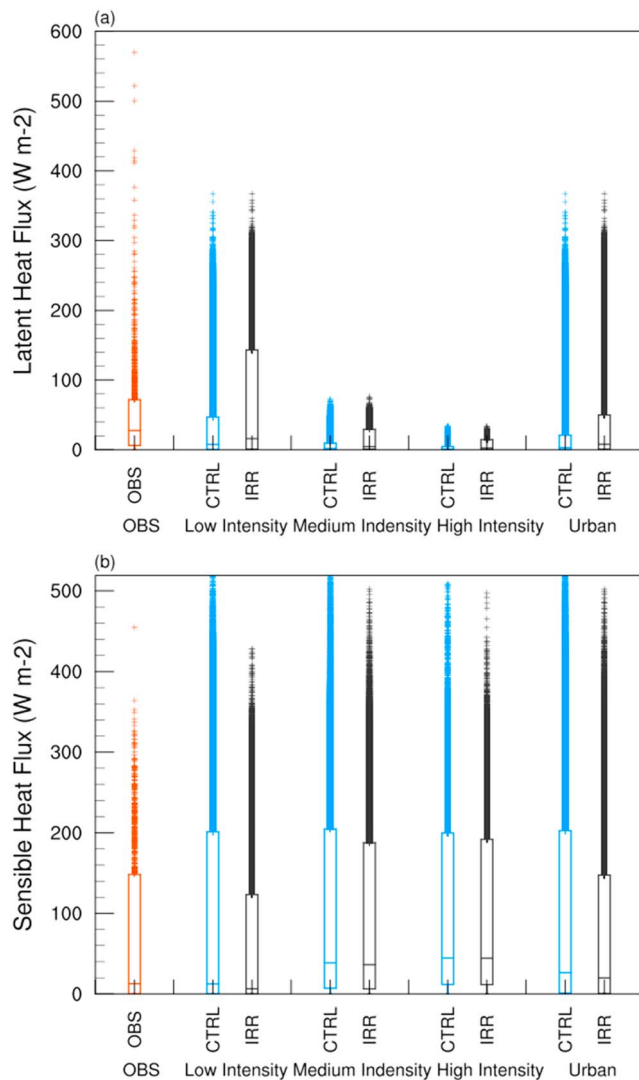 (a)
600
500
400
300
200
100
0
Latent Heat Flux (W m-2)
OBS CTRL IRR CTRL IRR CTRL IRR CTRL IRR
OBS Low Intensity Medium Indensity High Intensity Urban
(b)
500
400
300
200
100
0
Sensible Heat Flux (W m-2)
OBS CTRL IRR CTRL IRR CTRL IRR CTRL IRR
OBS Low Intensity Medium Indensity High Intensity Urban